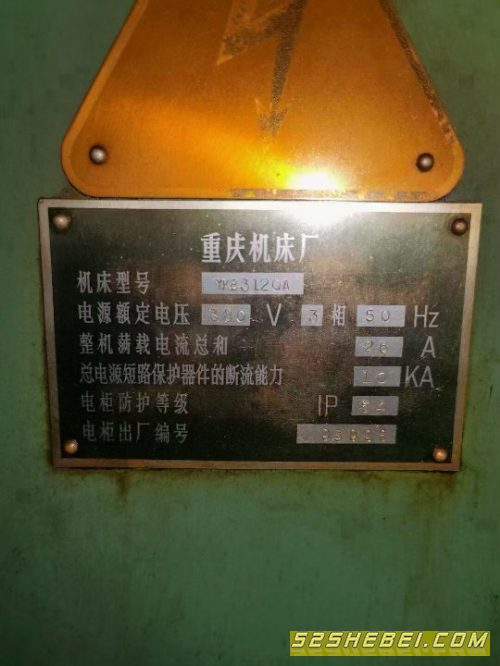 重庆机床厂
机床型号 YKB3120A
电源额定电压 380 V 3 相 50 Hz
整机满载电流总和 A
总电源短路保护器件的断流能力 10 KA
电柜防护等级 IP 54
电柜出厂编号
52SHEBEI.COM